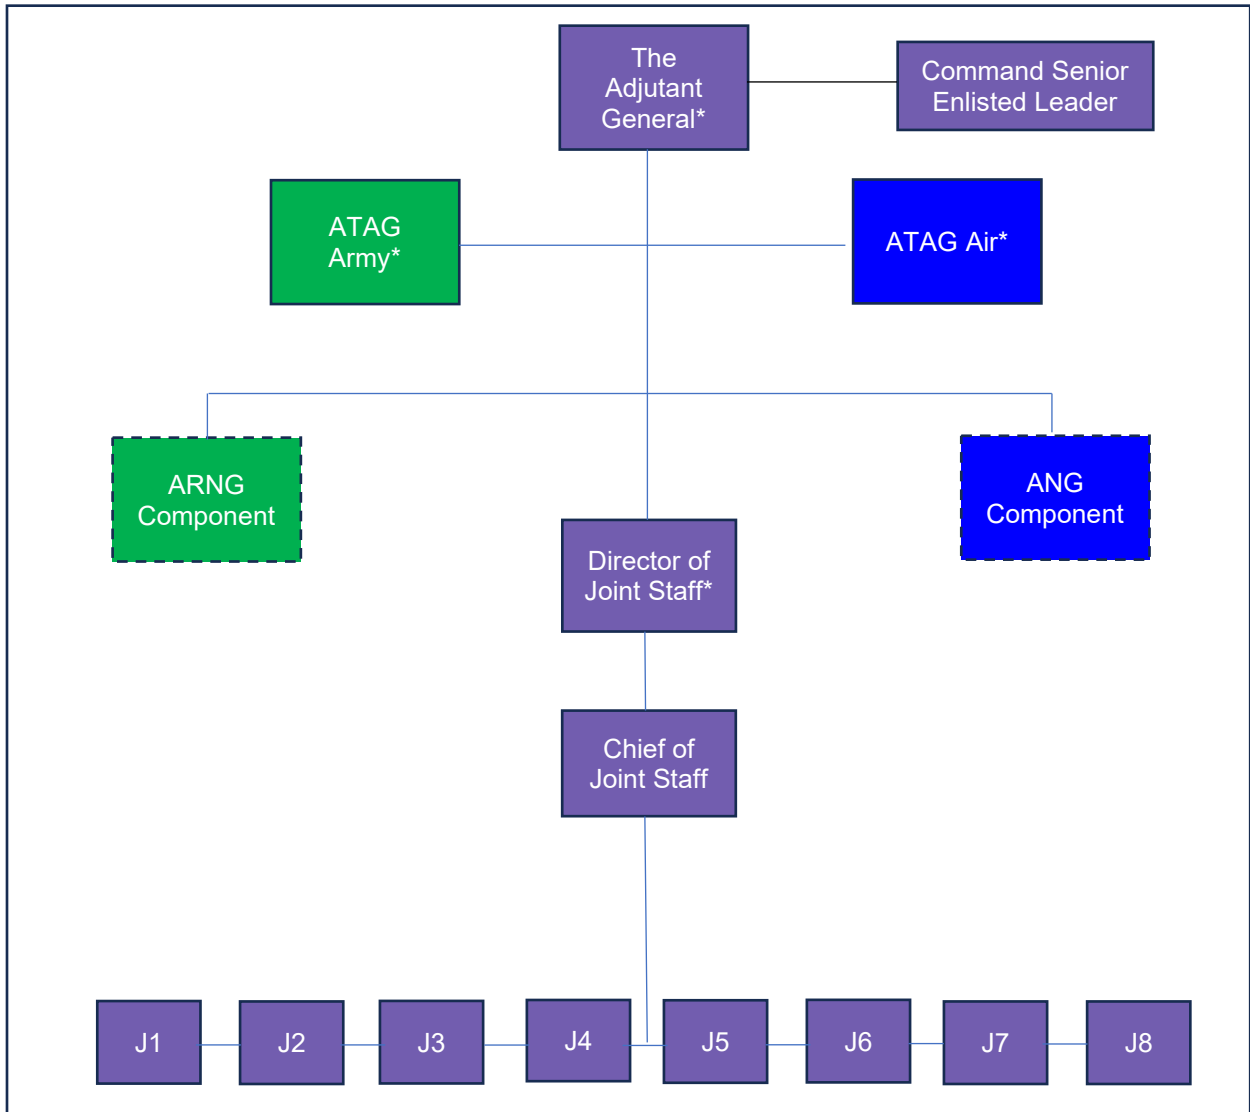 The
Adjutant
General*
Command Senior
Enlisted Leader
ATAG
Army*
ATAG Air*
ARNG
Component
ANG
Component
Director of
Joint Staff*
Chief of
Joint Staff
J1
J2
J3
J4
J5
J6
J7
J8